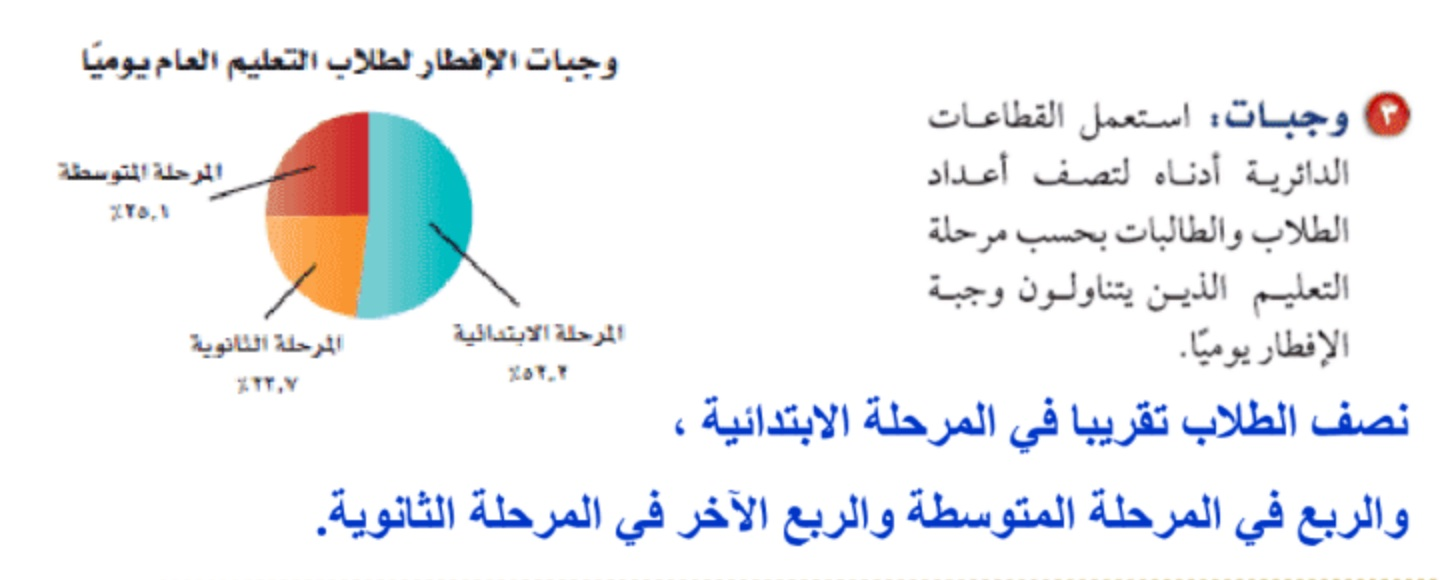 وجبات الإفطار لطلاب التعليم العام يوميًا
٣ وجبات: استعمل القطاعات
الدائرية أدناه لتصف أعداد
الطلاب والطالبات بحسب مرحلة
التعليم الذين يتناولون وجبة
الإفطار يوميًا.
المرحلة المتوسطة
٢٥,١٪
المرحلة الابتدائية
٥٢,٢٪
المرحلة الثانوية
٢٢,٧٪
نصف الطلاب تقريبا في المرحلة الابتدائية ،
والربع في المرحلة المتوسطة والربع الآخر في المرحلة الثانوية.